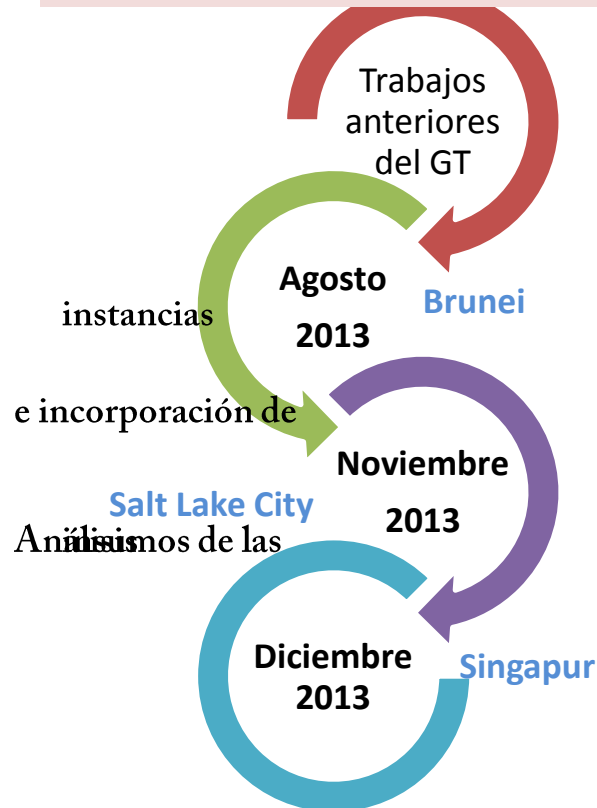 Trabajos
anteriores
del GT
Agosto
2013
Brunei
instancias
e incorporación de
Noviembre
2013
Salt Lake City
de las
Diciembre
2013
Singapur